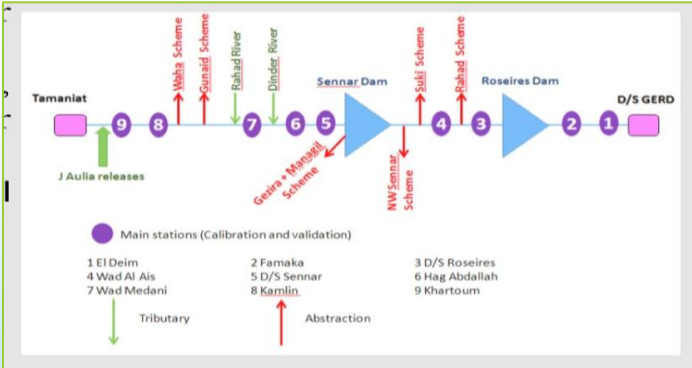 Waha Scheme
Gunaid Scheme
Rahad River
Dinder River
Suki Scheme
Rahad Scheme
Sennar Dam
Roseires Dam
Tamaniat
D/S GERD
9
8
7
6
5
4
3
2
1
J Aulia releases
Gezira + Managil
Scheme
NW Sennar
Scheme
Main stations (Calibration and validation)
1 El Deim
2 Famaka
3 D/S Roseires
4 Wad Al Ais
5 D/S Sennar
6 Hag Abdallah
7 Wad Medani
8 Kamlin
9 Khartoum
Tributary
Abstraction